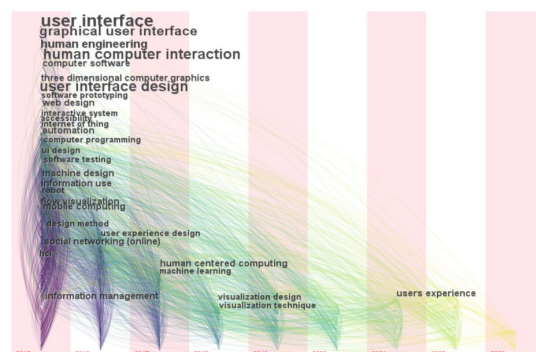 user interface
graphical user interface
human engineering
human computer interaction
computer software
three dimensional computer graphics
user interface design
software prototyping
web design
interactive system
accessibility
internet of thing
automation
computer programming
ui design
software testing
machine design
information use
robot
flow visualization
mobile computing
design method
user experience design
social networking (online)
hci
human centered computing
machine learning
information management
visualization design
visualization technique
users experience